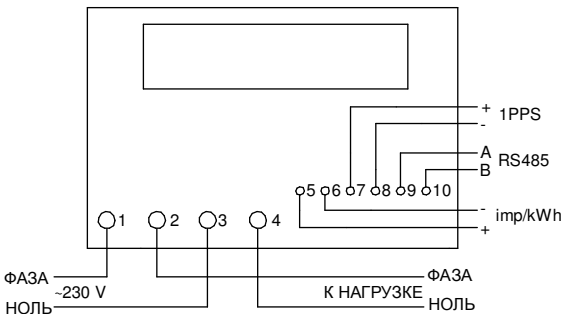 + 1PPS
-
A RS485
B
5 6 7 8 9 10
- imp/kWh
+
1 2 3 4
ФАЗА ФАЗА
~230 V К НАГРУЗКЕ
НОЛЬ НОЛЬ